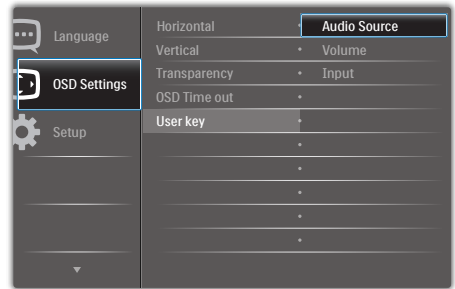 Language
OSD Settings
Setup
Horizontal
Vertical
Transparency
OSD Time out
User key
Audio Source
Volume
Input